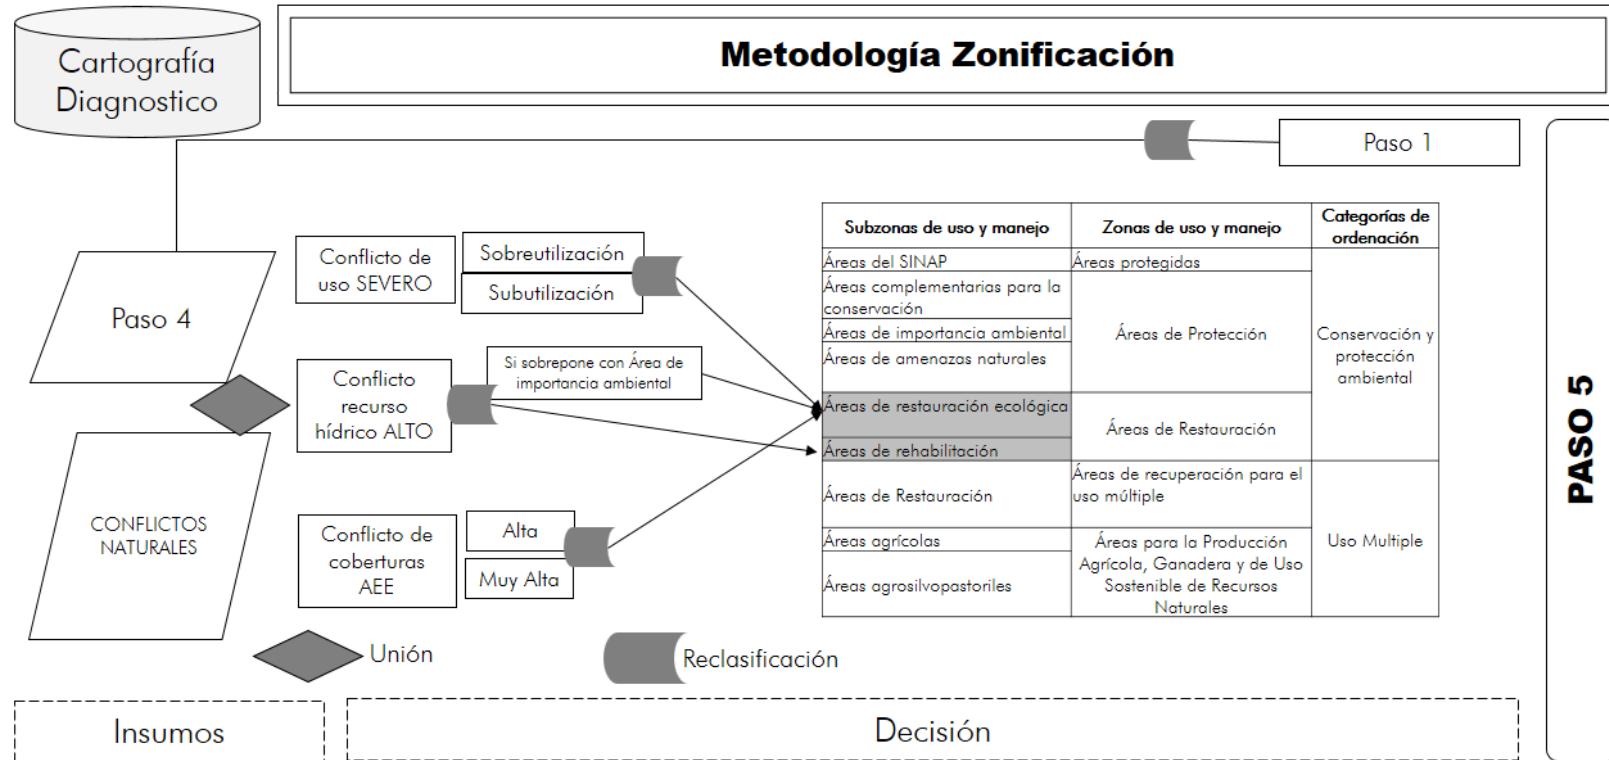 Cartografía
Diagnostico
Metodología Zonificación
Paso 1
Paso 4
Conflicto de
uso SEVERO
Sobreutilización
Subutilización
Conflicto
recurso
hídrico ALTO
Si sobrepone con Área de
importancia ambiental
CONFLICTOS
NATURALES
Conflicto de
coberturas
AEE
Alta
Muy Alta
Subzonas de uso y manejo
Zonas de uso y manejo
Categorías de
ordenación
Áreas del SINAP
Áreas protegidas
Áreas complementarias para la
conservación
Áreas de importancia ambiental
Áreas de amenazas naturales
Áreas de Protección
Conservación y
protección
ambiental
Áreas de restauración ecológica
Áreas de rehabilitación
Áreas de Restauración
Áreas de Restauración
Áreas de recuperación para el
uso múltiple
Áreas agrícolas
Áreas agrosilvopastoriles
Áreas para la Producción
Agrícola, Ganadera y de Uso
Sostenible de Recursos
Naturales
Uso Multiple
PASO 5
Unión
Reclasificación
Insumos
Decisión